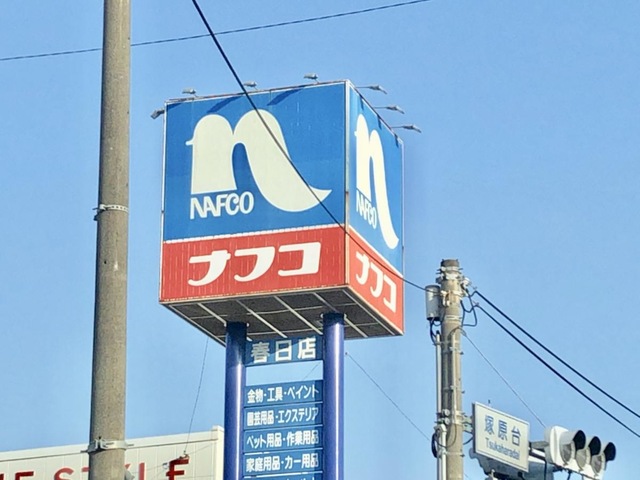 NAFCO
ナフコ
NAFCO
ナフコ
春日店
金物・工具・ペイント
園芸用品・エクステリア
ペット用品・作業用品
家庭用品・カー用品
塚原台
Tsukaharadai
STYLE